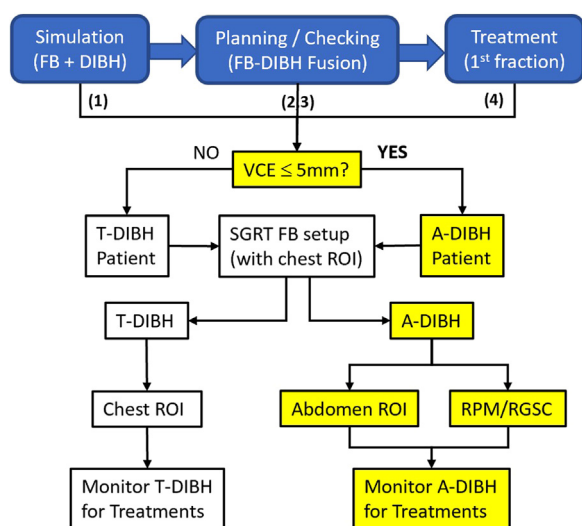 Simulation
(FB + DIBH)
Planning / Checking
(FB-DIBH Fusion)
Treatment
(1st fraction)
(1)
(2,3)
(4)
NO
YES
VCE ≤ 5mm?
T-DIBH
Patient
SGRT FB setup
(with chest ROI)
A-DIBH
Patient
T-DIBH
A-DIBH
Chest ROI
Abdomen ROI
RPM/RGSC
Monitor T-DIBH
for Treatments
Monitor A-DIBH
for Treatments